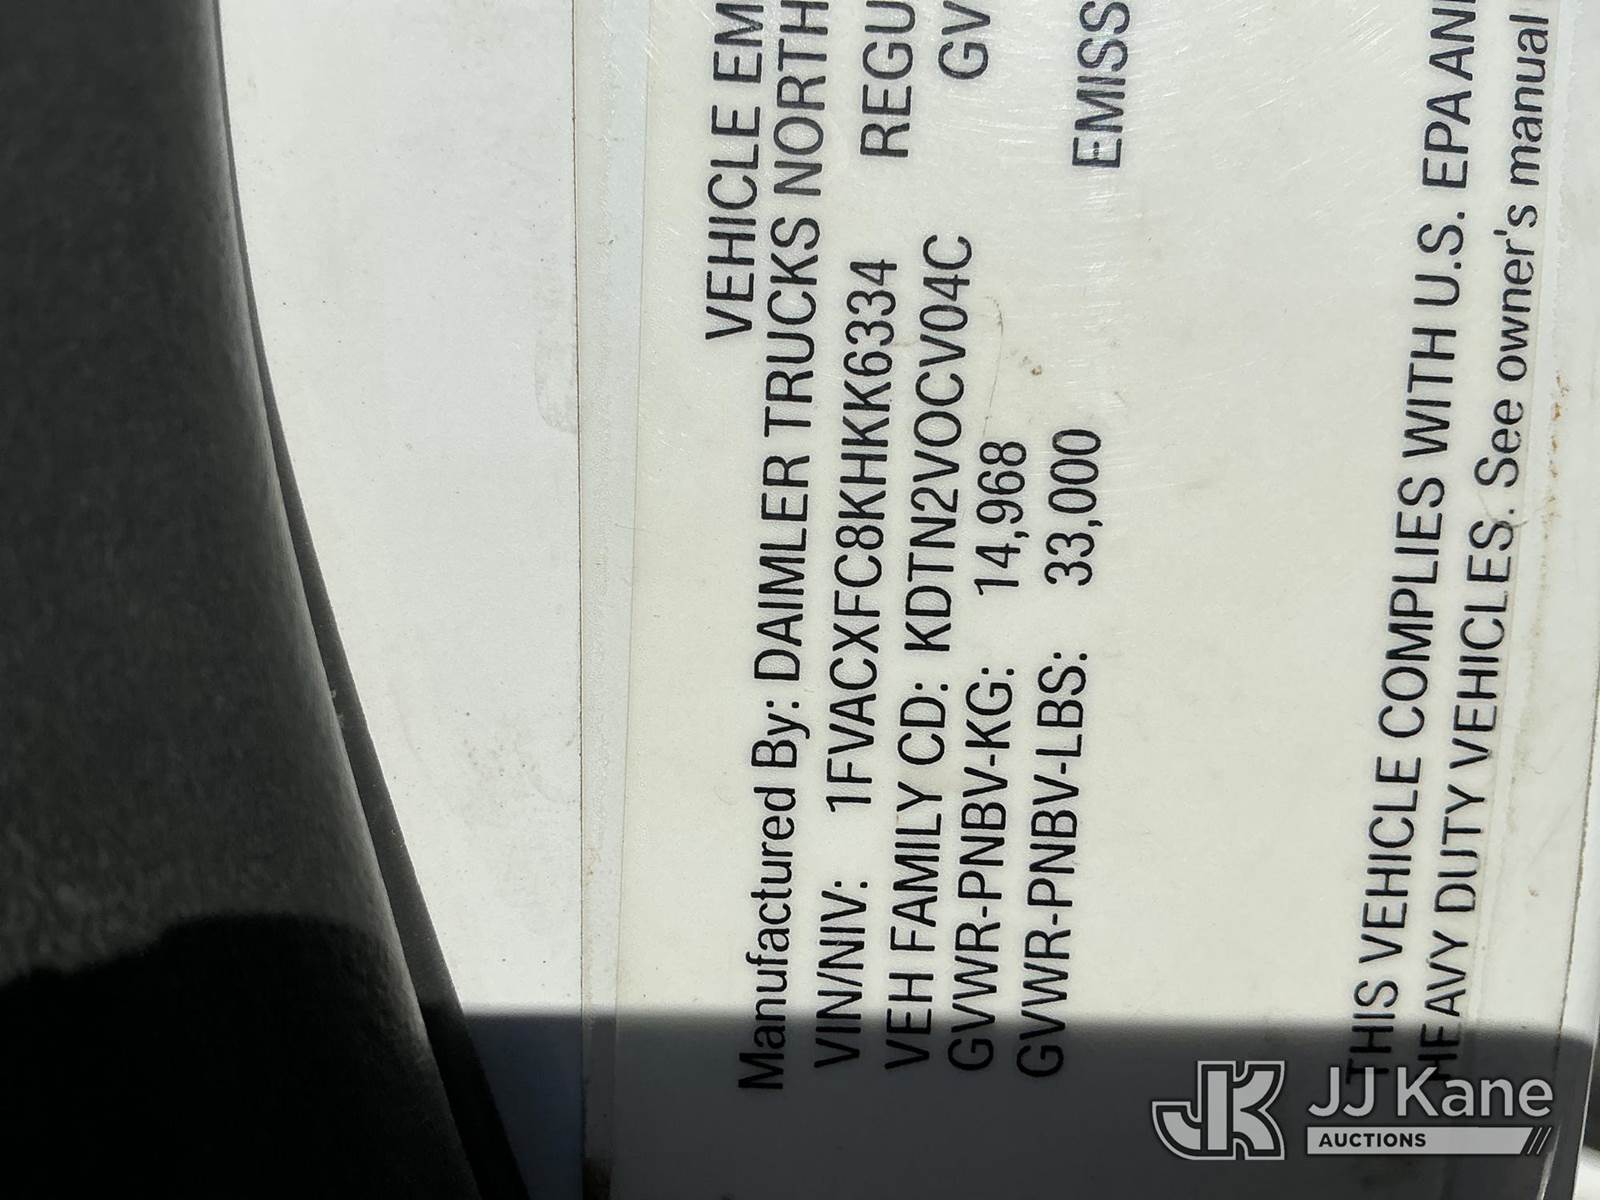 VEHICLE EM
Manufactured By: DAIMLER TRUCKS NORTH
VIN/NIV: 1FVACXFC8KHKK6334 REGU
VEH FAMILY CD: KDTN2VOCV04C GV
GVWR-PNBV-KG: 14,968
GVWR-PNBV-LBS: 33,000 EMISS
THIS VEHICLE COMPLIES WITH U.S. EPA AN
HEAVY DUTY VEHICLES. See owner's manual
JJ Kane
AUCTIONS